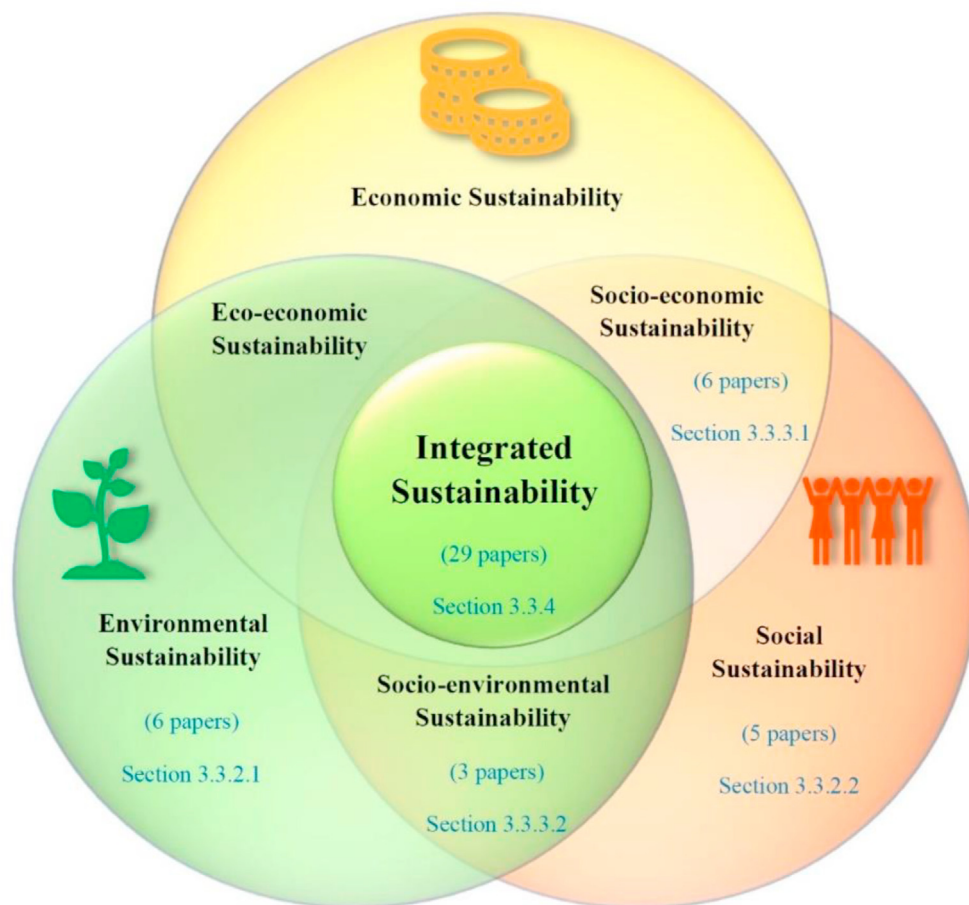 Economic Sustainability
Eco-economic
Sustainability
Socio-economic
Sustainability
(6 papers)
Section 3.3.3.1
Integrated
Sustainability
(29 papers)
Section 3.3.4
Environmental
Sustainability
(6 papers)
Section 3.3.2.1
Socio-environmental
Sustainability
(3 papers)
Section 3.3.3.2
Social
Sustainability
(5 papers)
Section 3.3.2.2